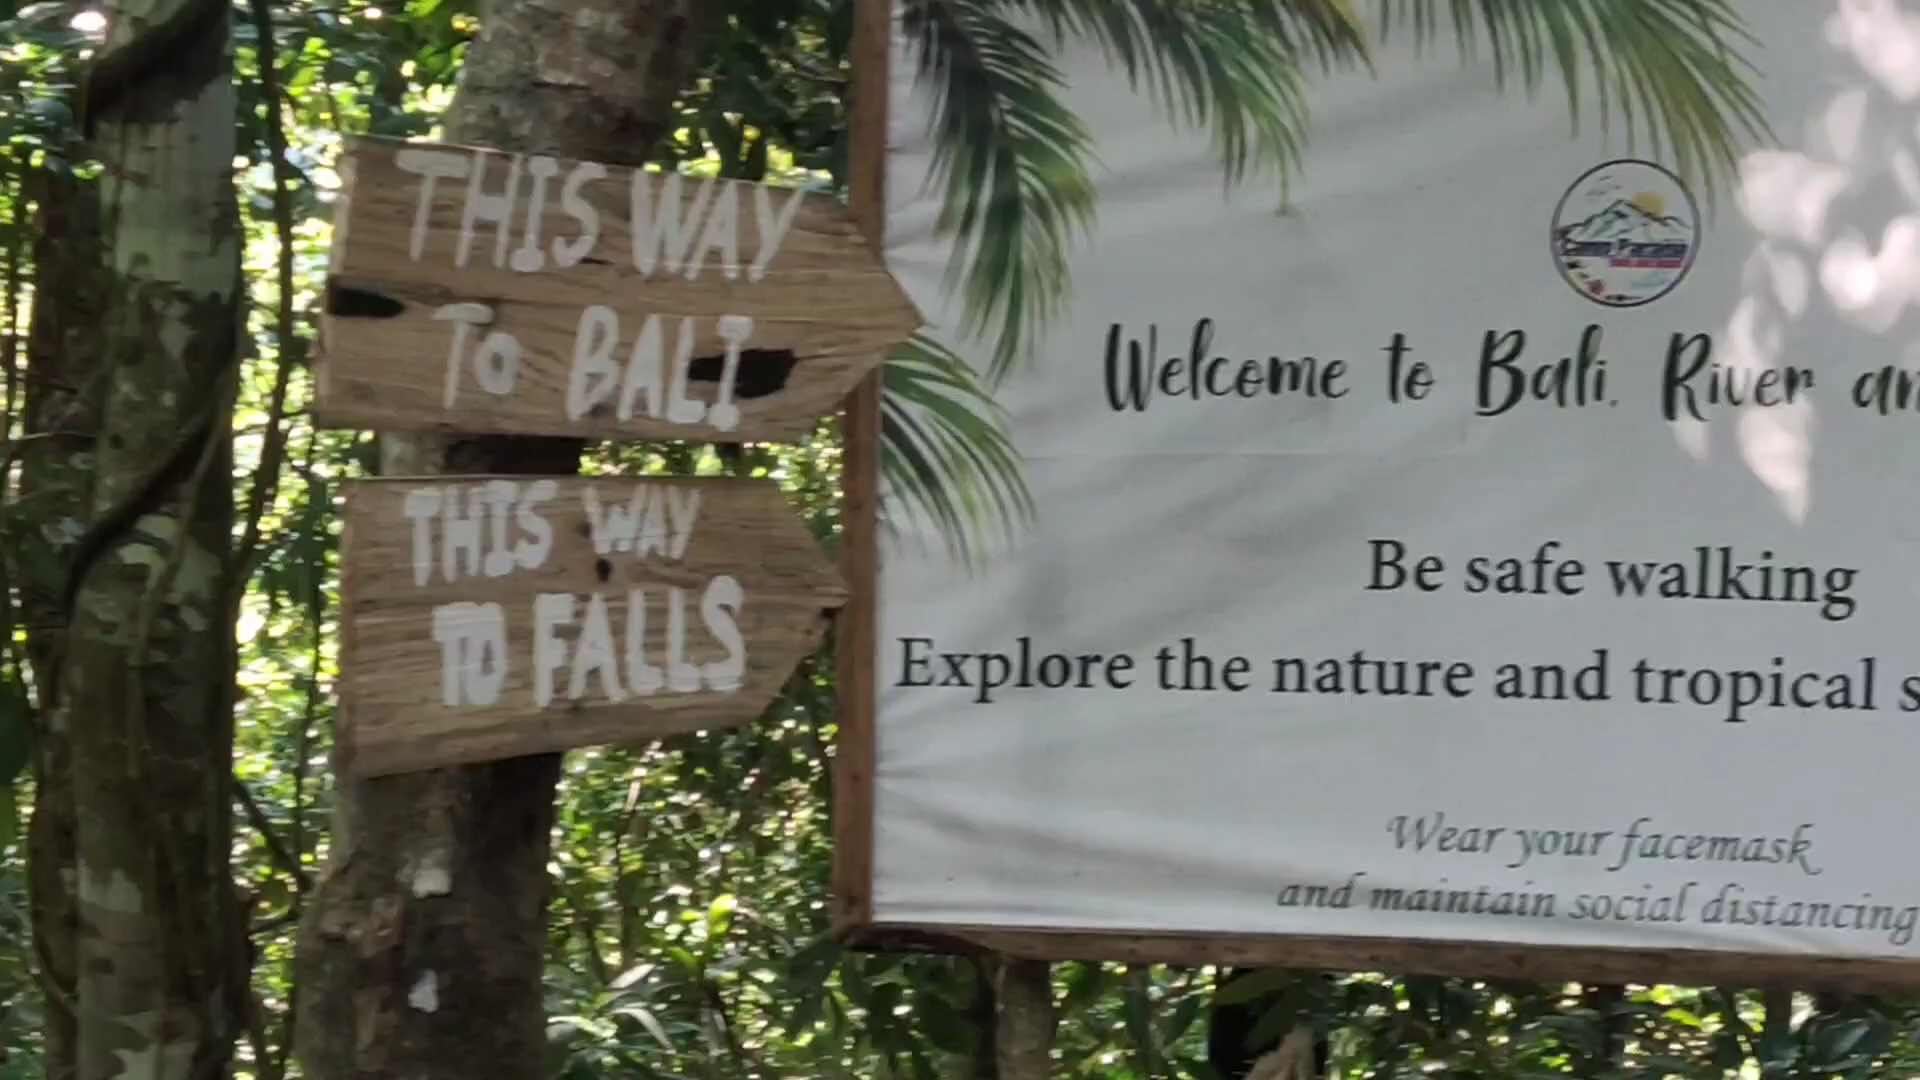 THIS WAY
To BALI
THIS WAY
TO FALLS
Welcome to Bali, River an
Be safe walking
Explore the nature and tropical s
Wear your facemask
and maintain social distancing